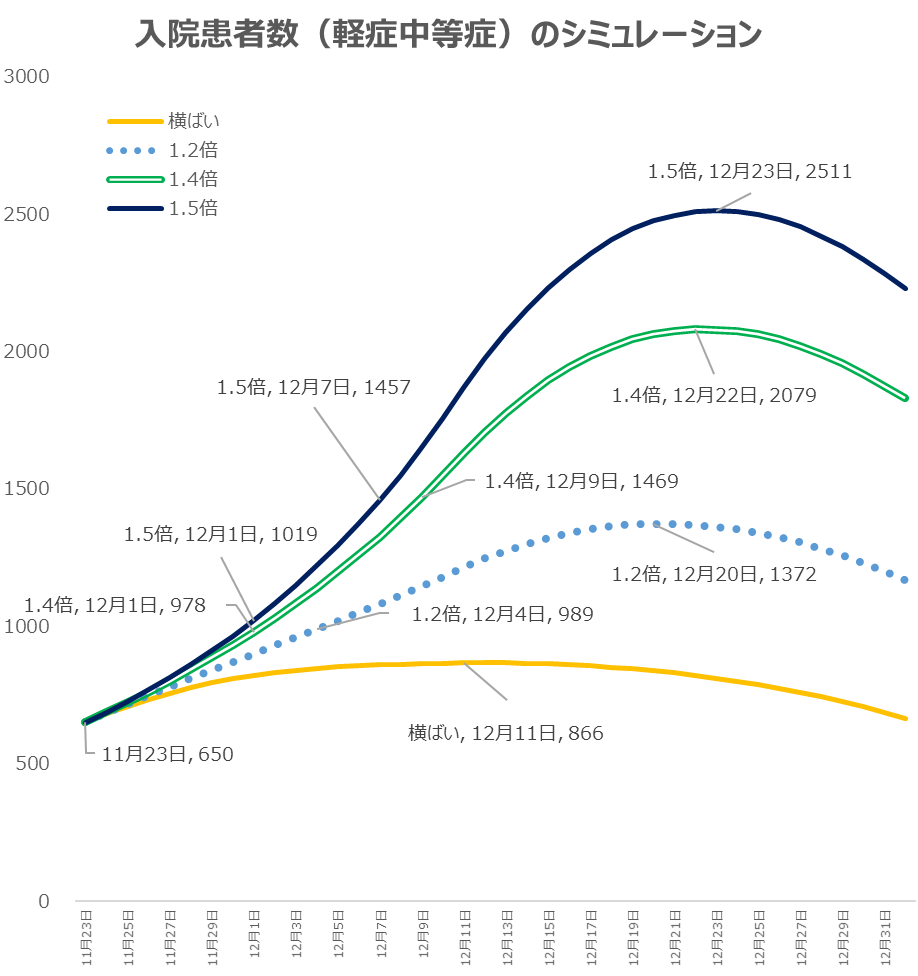 入院患者数（軽症中等症）のシミュレーション
3000
2500
2000
1500
1000
500
0
横ばい
1.2倍
1.4倍
1.5倍
1.5倍, 12月23日, 2511
1.5倍, 12月7日, 1457
1.4倍, 12月22日, 2079
1.4倍, 12月9日, 1469
1.5倍, 12月1日, 1019
1.2倍, 12月20日, 1372
1.4倍, 12月1日, 978
1.2倍, 12月4日, 989
横ばい, 12月11日, 866
11月23日, 650
11月23日
11月25日
11月27日
11月29日
12月1日
12月3日
12月5日
12月7日
12月9日
12月11日
12月13日
12月15日
12月17日
12月19日
12月21日
12月23日
12月25日
12月27日
12月29日
12月31日